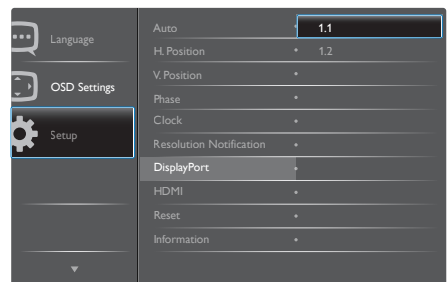 Language
OSD Settings
Setup
Auto
H. Position
V. Position
Phase
Clock
Resolution Notification
DisplayPort
HDMI
Reset
Information
1.1
1.2